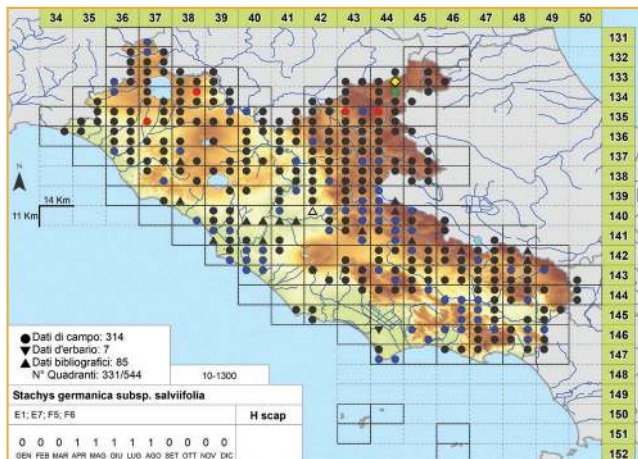 34 35 36 37 38 39 40 41 42 43 44 45 46 47 48 49 50
131
132
133
134
135
136
137
138
139
140
141
142
143
144
145
146
147
148
149
150
151
152
N
14 Km
11 Km
Dati di campo: 314
Dati d'erbario: 7
Dati bibliografici: 85
N° Quadranti: 331/544
10-1300
Stachys germanica subsp. salviifolia
E1; E7; F5; F6
H scap
0 0 0 1 1 1 1 1 0 0 0 0
GEN FEB MAR APR MAG GIU LUG AGO SET OTT NOV DIC